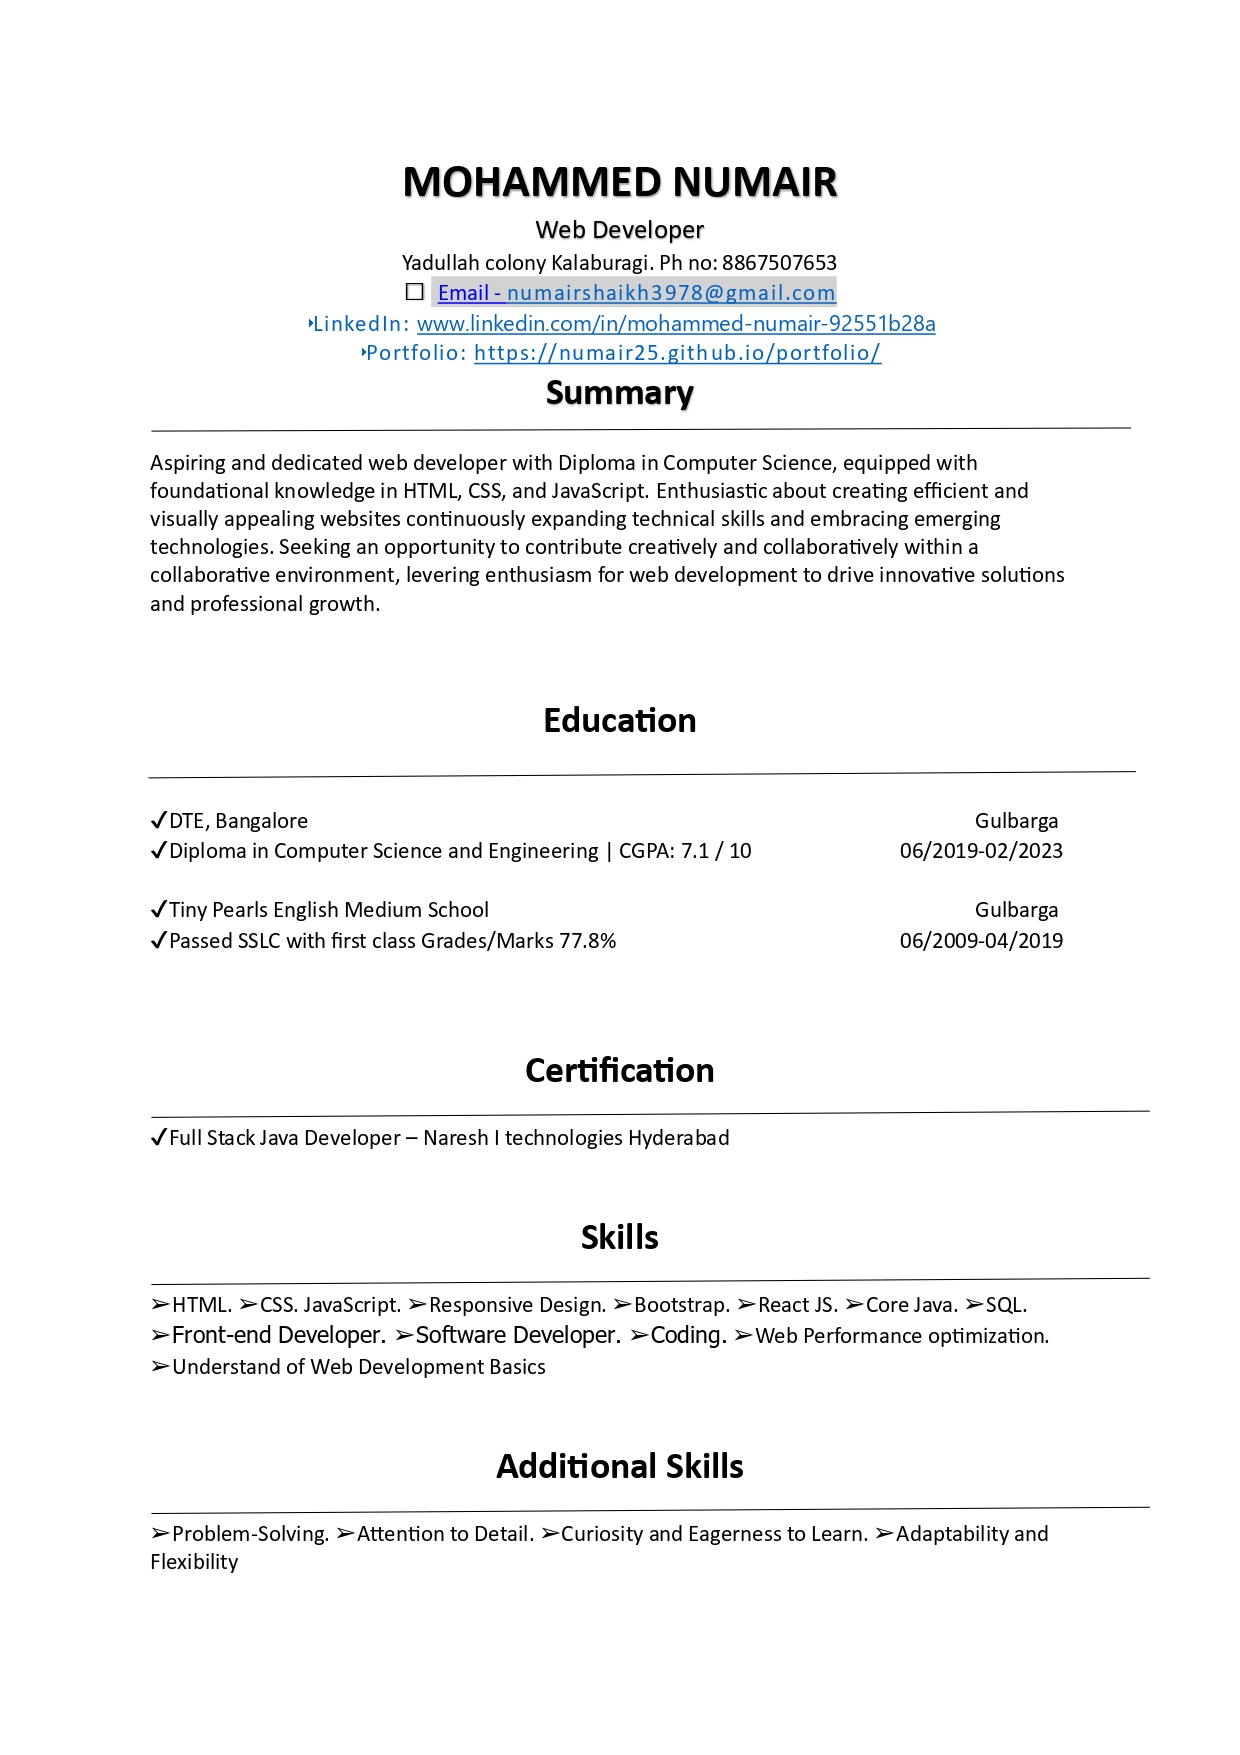 MOHAMMED NUMAIR
Web Developer
Yadullah colony Kalaburagi. Ph no: 8867507653
☐ Email - numairshaikh3978@gmail.com
‣LinkedIn: www.linkedin.com/in/mohammed-numair-92551b28a
‣Portfolio: https://numair25.github.io/portfolio/
Summary
Aspiring and dedicated web developer with Diploma in Computer Science, equipped with
foundational knowledge in HTML, CSS, and JavaScript. Enthusiastic about creating efficient and
visually appealing websites continuously expanding technical skills and embracing emerging
technologies. Seeking an opportunity to contribute creatively and collaboratively within a
collaborative environment, levering enthusiasm for web development to drive innovative solutions
and professional growth.
Education
✓DTE, Bangalore Gulbarga
✓Diploma in Computer Science and Engineering | CGPA: 7.1 / 10 06/2019-02/2023
✓Tiny Pearls English Medium School Gulbarga
✓Passed SSLC with first class Grades/Marks 77.8% 06/2009-04/2019
Certification
✓Full Stack Java Developer – Naresh I technologies Hyderabad
Skills
➢HTML. ➢CSS. JavaScript. ➢Responsive Design. ➢Bootstrap. ➢React JS. ➢Core Java. ➢SQL.
➢Front-end Developer. ➢Software Developer. ➢Coding. ➢Web Performance optimization.
➢Understand of Web Development Basics
Additional Skills
➢Problem-Solving. ➢Attention to Detail. ➢Curiosity and Eagerness to Learn. ➢Adaptability and
Flexibility